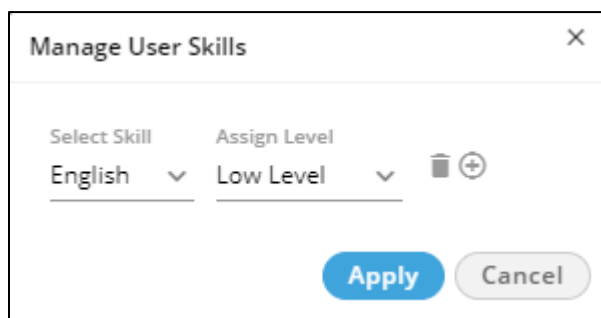 Manage User Skills
Select Skill Assign Level
English Low Level
Apply Cancel